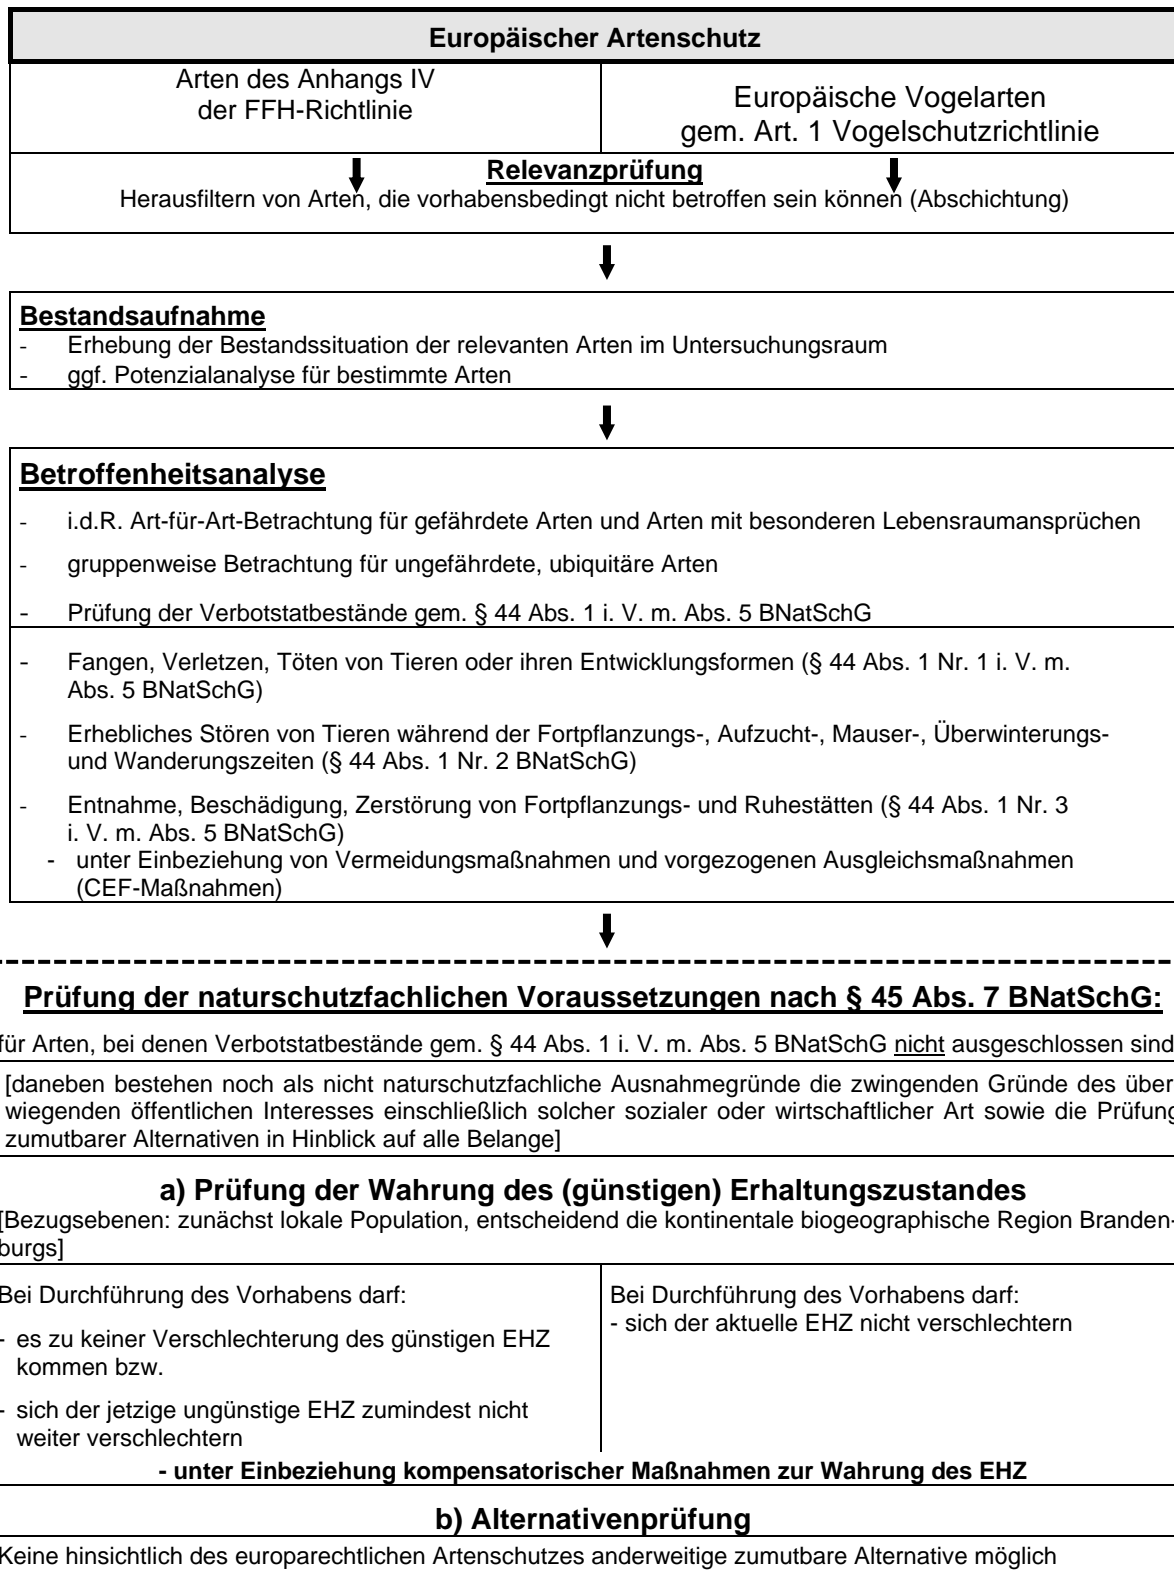 Europäischer Artenschutz
Arten des Anhangs IV
der FFH-Richtlinie
Europäische Vogelarten
gem. Art. 1 Vogelschutzrichtlinie
Relevanzprüfung
Herausfiltern von Arten, die vorhabensbedingt nicht betroffen sein können (Abschichtung)
Bestandsaufnahme
- Erhebung der Bestandssituation der relevanten Arten im Untersuchungsraum
- ggf. Potenzialanalyse für bestimmte Arten
Betroffenheitsanalyse
- i.d.R. Art-für-Art-Betrachtung für gefährdete Arten und Arten mit besonderen Lebensraumansprüchen
- gruppenweise Betrachtung für ungefährdete, ubiquitäre Arten
- Prüfung der Verbotstatbestände gem. § 44 Abs. 1 i. V. m. Abs. 5 BNatSchG
- Fangen, Verletzen, Töten von Tieren oder ihren Entwicklungsformen (§ 44 Abs. 1 Nr. 1 i. V. m.
Abs. 5 BNatSchG)
- Erhebliches Stören von Tieren während der Fortpflanzungs-, Aufzucht-, Mauser-, Überwinterungs-
und Wanderungszeiten (§ 44 Abs. 1 Nr. 2 BNatSchG)
- Entnahme, Beschädigung, Zerstörung von Fortpflanzungs- und Ruhestätten (§ 44 Abs. 1 Nr. 3
i. V. m. Abs. 5 BNatSchG)
- unter Einbeziehung von Vermeidungsmaßnahmen und vorgezogenen Ausgleichsmaßnahmen
(CEF-Maßnahmen)
Prüfung der naturschutzfachlichen Voraussetzungen nach § 45 Abs. 7 BNatSchG:
für Arten, bei denen Verbotstatbestände gem. § 44 Abs. 1 i. V. m. Abs. 5 BNatSchG nicht ausgeschlossen sind
[daneben bestehen noch als nicht naturschutzfachliche Ausnahmegründe die zwingenden Gründe des über
wiegenden öffentlichen Interesses einschließlich solcher sozialer oder wirtschaftlicher Art sowie die Prüfung
zumutbarer Alternativen in Hinblick auf alle Belange]
a) Prüfung der Wahrung des (günstigen) Erhaltungszustandes
[Bezugsebenen: zunächst lokale Population, entscheidend die kontinentale biogeographische Region Branden-
burgs]
Bei Durchführung des Vorhabens darf:
- es zu keiner Verschlechterung des günstigen EHZ
kommen bzw.
- sich der jetzige ungünstige EHZ zumindest nicht
weiter verschlechtern
Bei Durchführung des Vorhabens darf:
- sich der aktuelle EHZ nicht verschlechtern
- unter Einbeziehung kompensatorischer Maßnahmen zur Wahrung des EHZ
b) Alternativenprüfung
Keine hinsichtlich des europarechtlichen Artenschutzes anderweitige zumutbare Alternative möglich